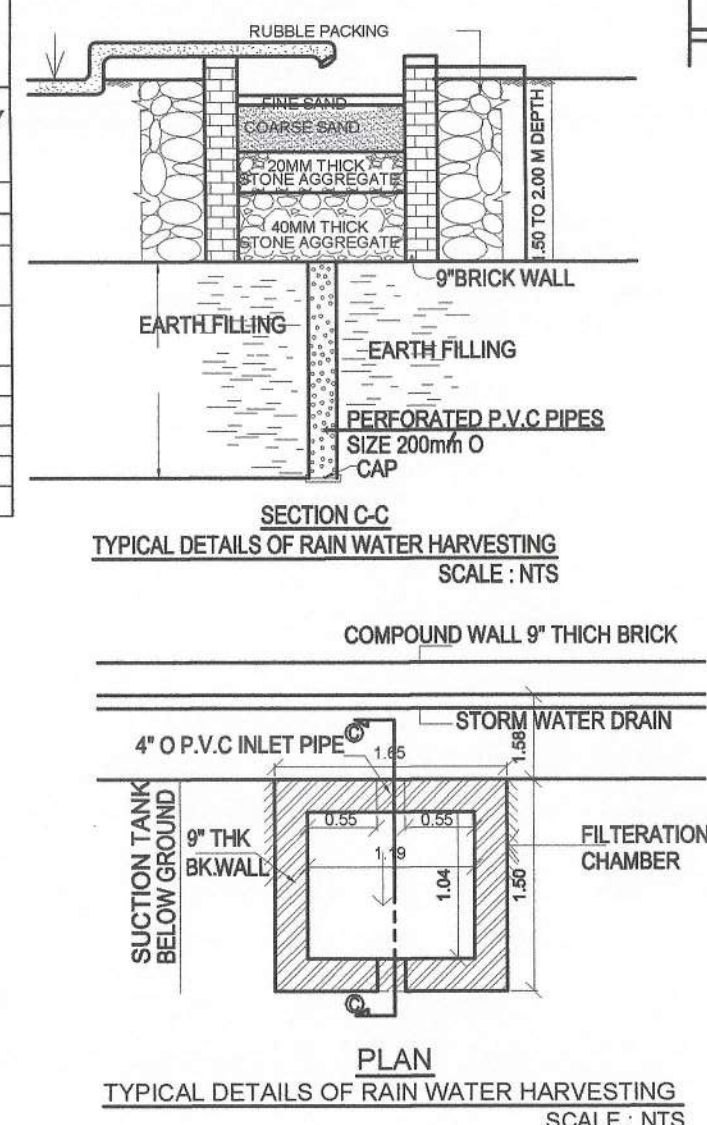 RUBBLE PACKING
FINE SAND
COARSE SAND
20MM THICK
STONE AGGREGATE
40MM THICK
STONE AGGREGATE
1.50 TO 2.00 M DEPTH
9"BRICK WALL
EARTH FILLING
EARTH FILLING
PERFORATED P.V.C PIPES
SIZE 200mm O
CAP
SECTION C-C
TYPICAL DETAILS OF RAIN WATER HARVESTING
SCALE : NTS
COMPOUND WALL 9" THICH BRICK
STORM WATER DRAIN
C
4" O P.V.C INLET PIPE
1.65
1.58
SUCTION TANK
BELOW GROUND
9" THK
BK.WALL
0.55
0.55
1.19
1.04
1.50
FILTERATION
CHAMBER
C
PLAN
TYPICAL DETAILS OF RAIN WATER HARVESTING
SCALE : NTS